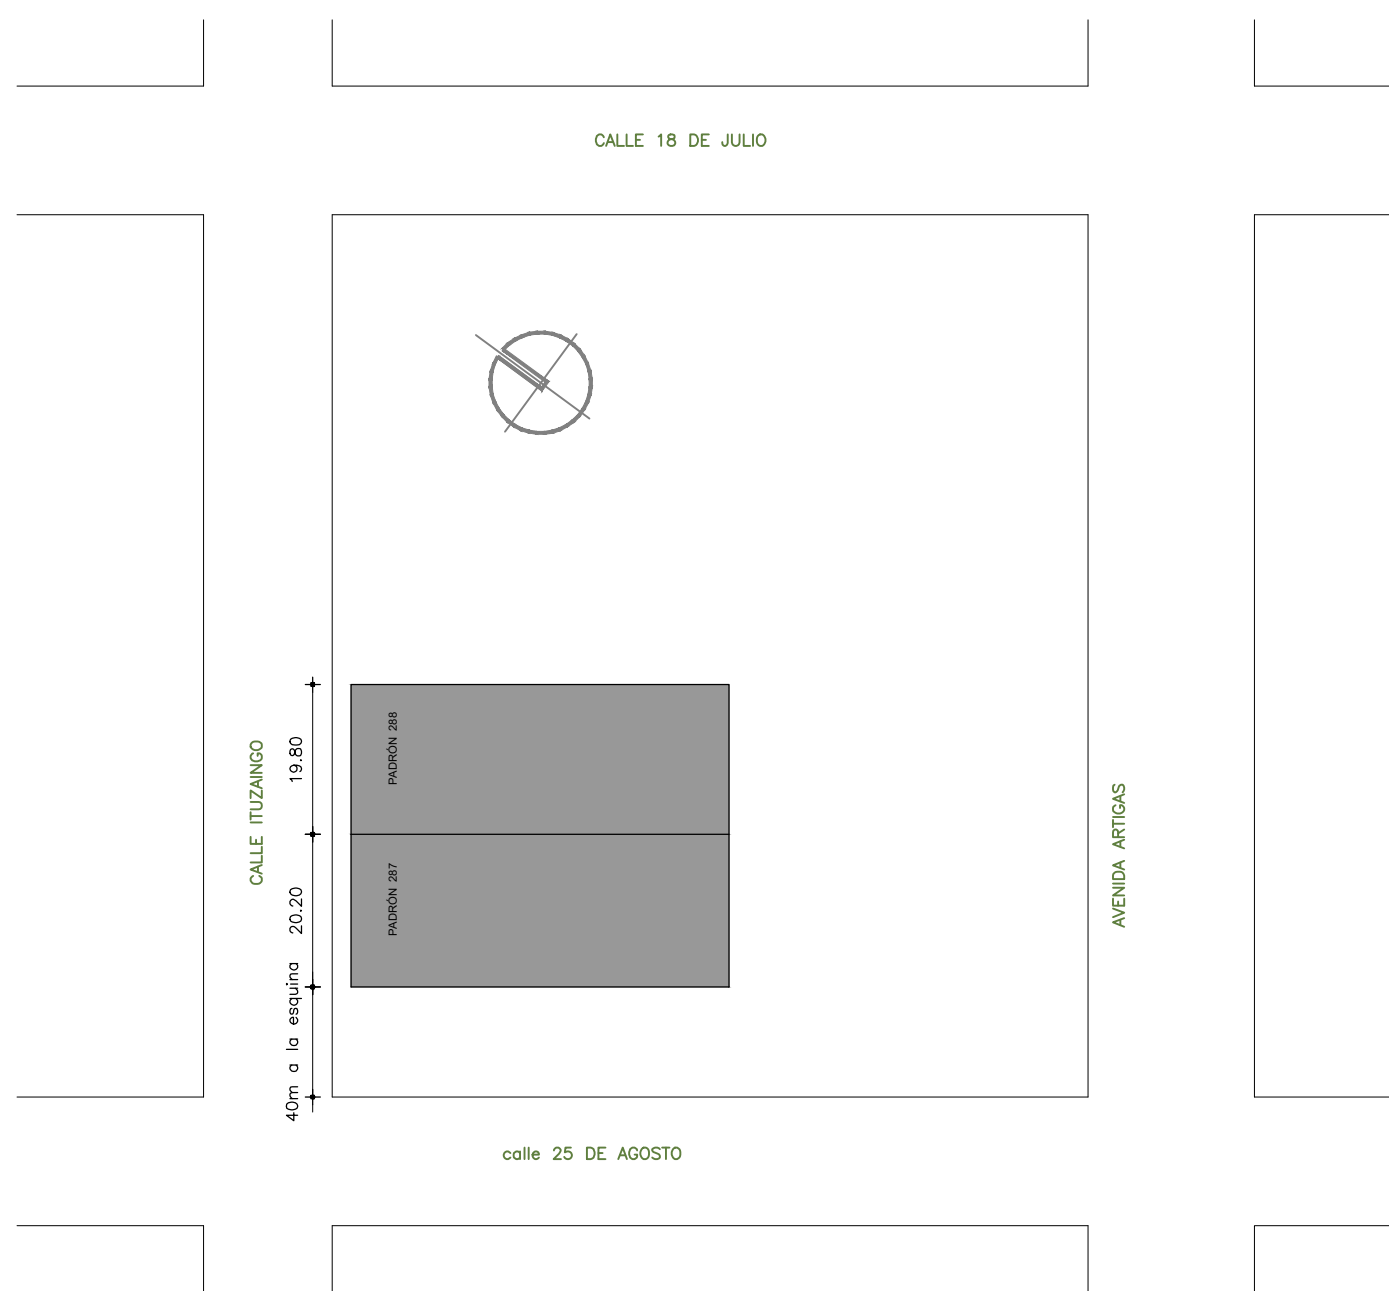 CALLE 18 DE JULIO
PADRÓN 288
19.80
CALLE ITUZAINGO
AVENIDA ARTIGAS
PADRÓN 287
20.20
40m a la esquina
calle 25 DE AGOSTO